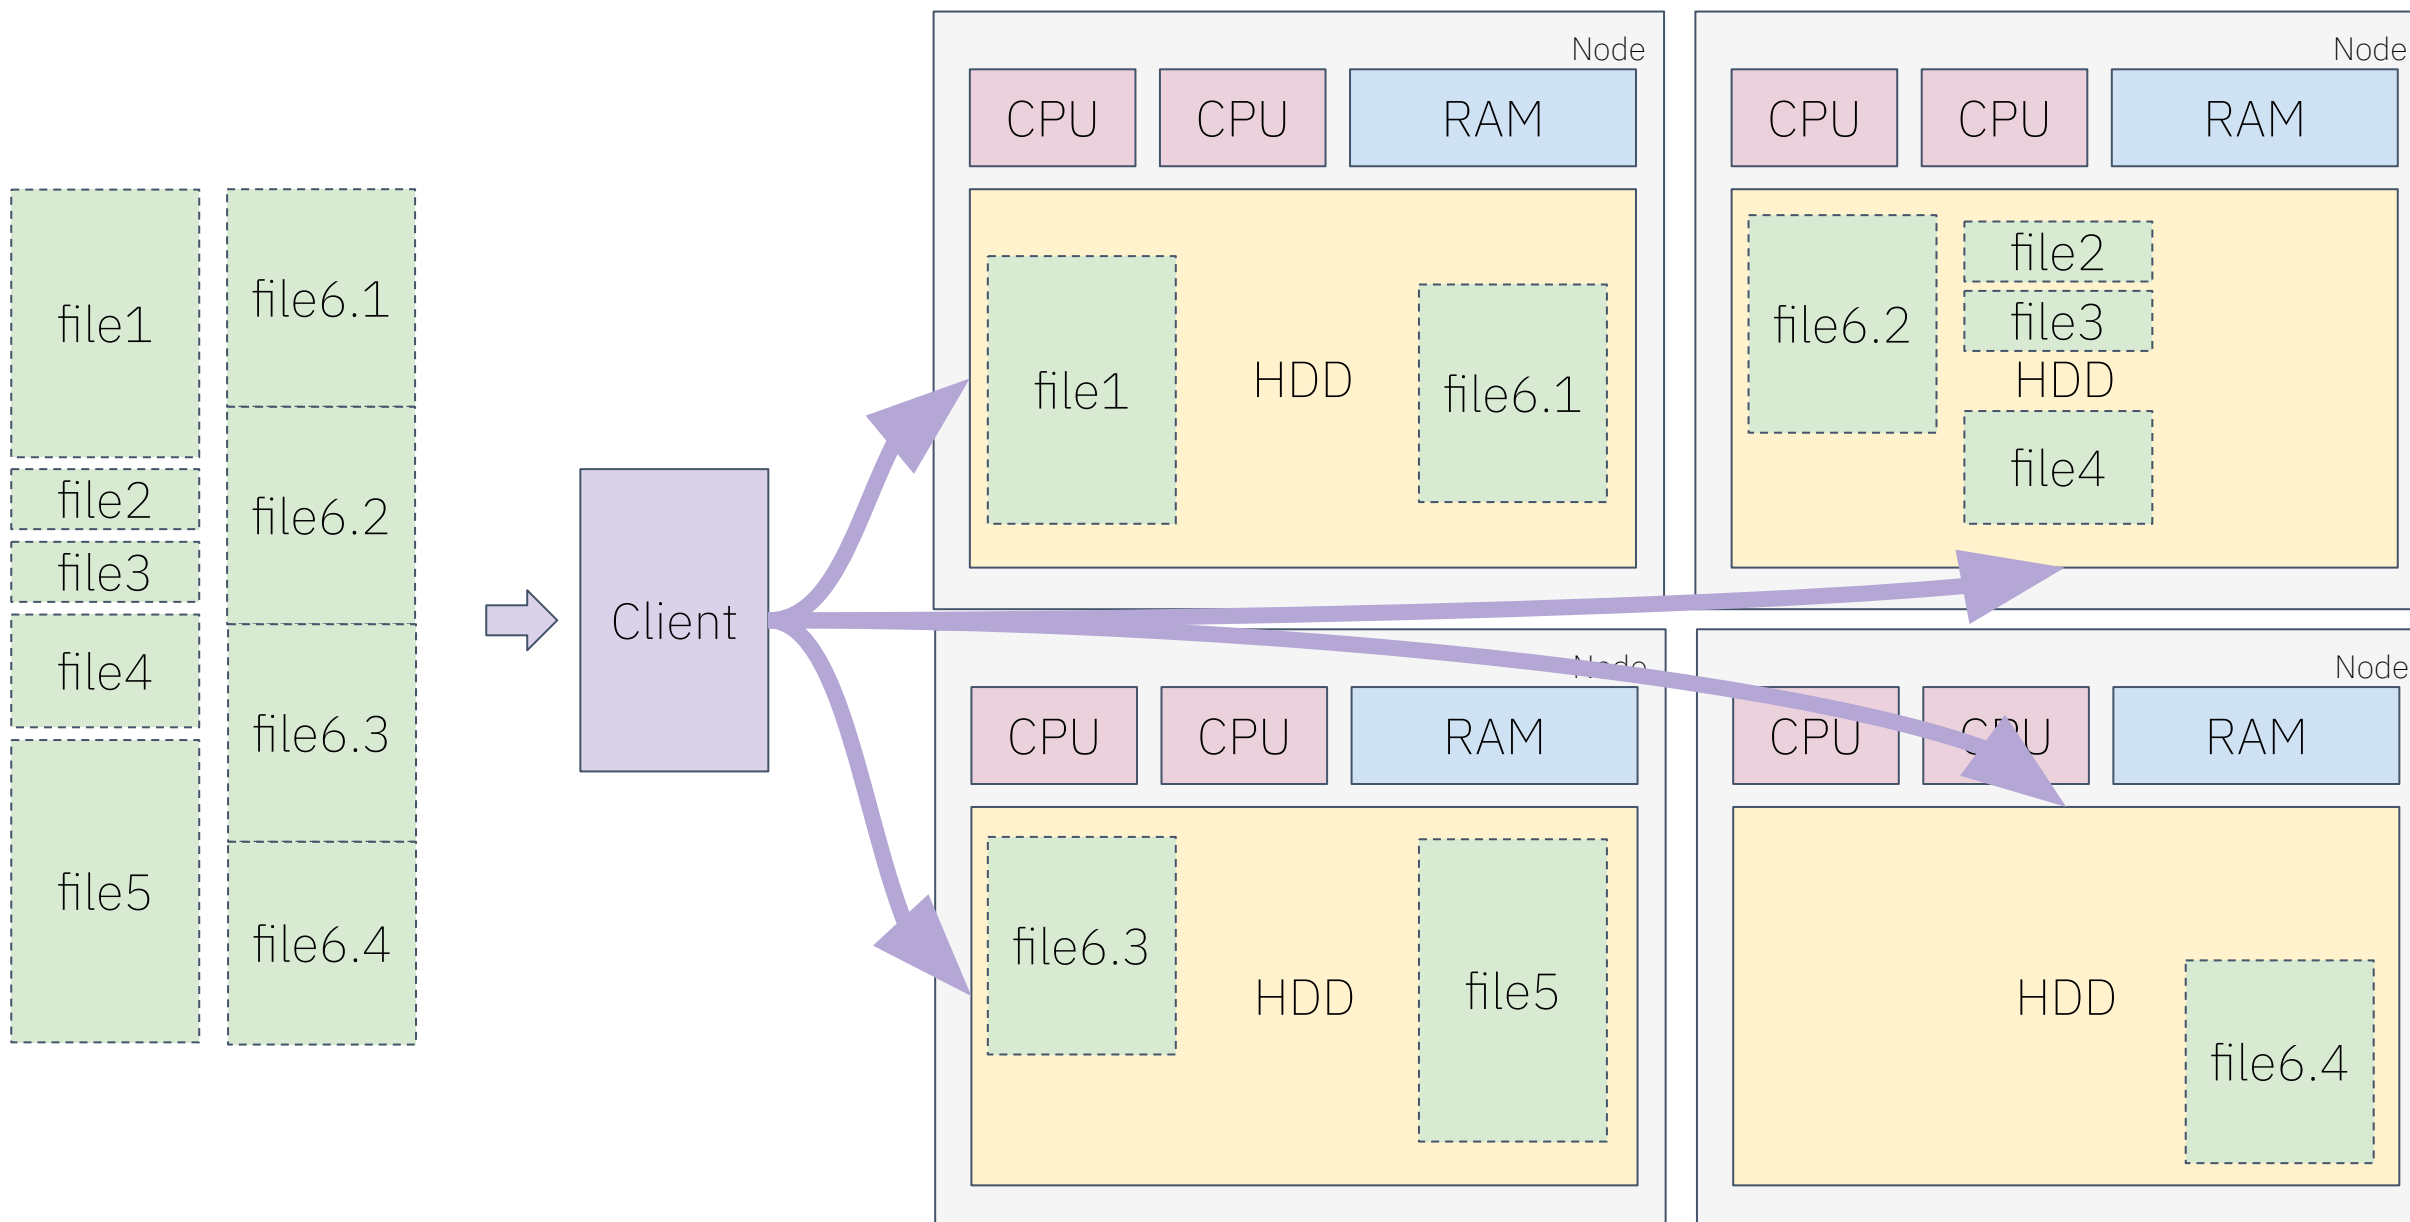 file1
file2
file3
file4
file5
file6.1
file6.2
file6.3
file6.4
Client
Node
CPU CPU RAM
file1 HDD file6.1
Node
CPU CPU RAM
file6.2
file2
file3
HDD
file4
Node
CPU CPU RAM
file6.3 HDD file5
Node
CPU CPU RAM
HDD
file6.4